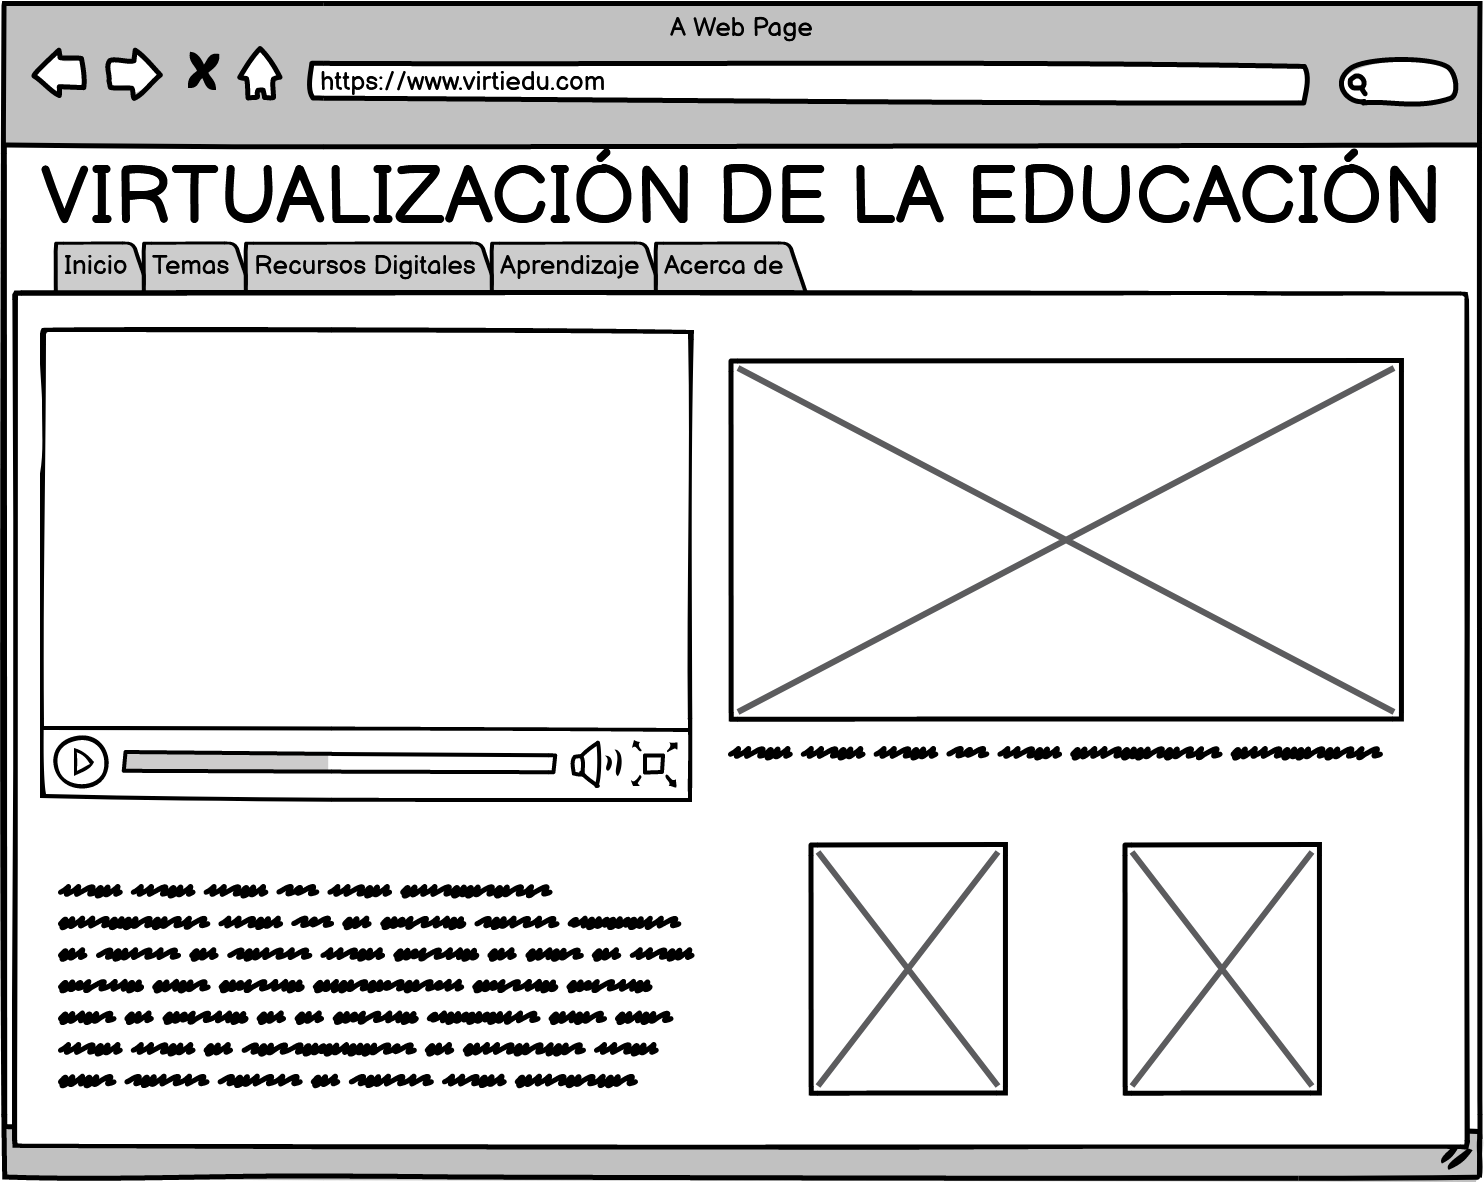 A Web Page
https://www.virtiedu.com
VIRTUALIZACIÓN DE LA EDUCACIÓN
Inicio Temas Recursos Digitales Aprendizaje Acerca de